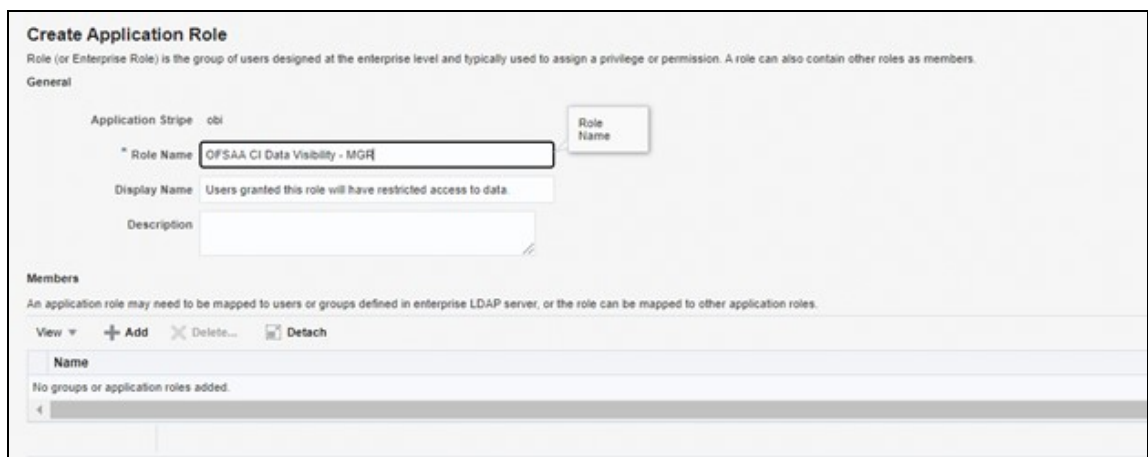 Create Application Role
Role (or Enterprise Role) is the group of users designed at the enterprise level and typically used to assign a privilege or permission. A role can also contain other roles as members.
General
Application Stripe obi
* Role Name OFSAA CI Data Visibility - MGR
Role
Name
Display Name Users granted this role will have restricted access to data.
Description
Members
An application role may need to be mapped to users or groups defined in enterprise LDAP server, or the role can be mapped to other application roles.
View Add Delete... Detach
Name
No groups or application roles added.